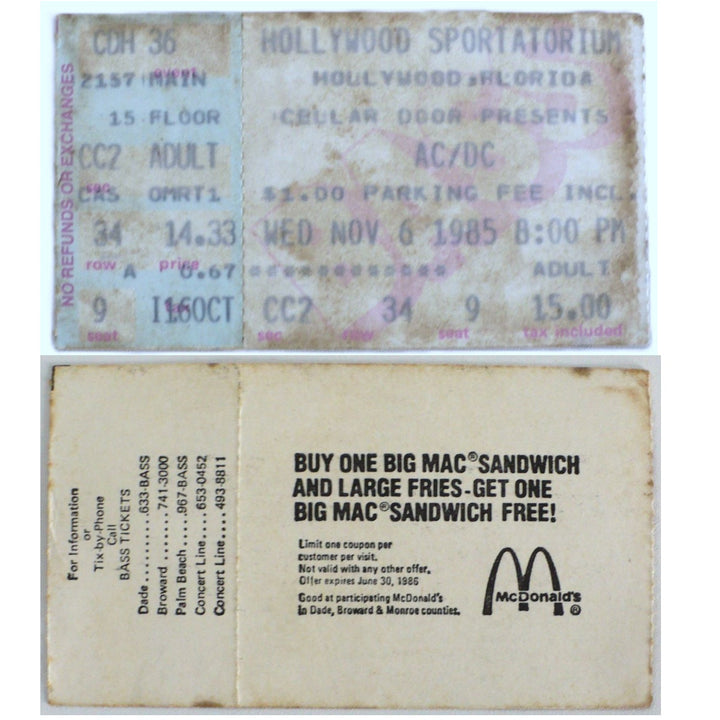 NO REFUNDS OR EXCHANGES
CDH 36
event
2157 MAIN
15 FLOOR
CC2 ADULT
sec
CAS OMRT1
34 14.33
row price
A 0.67
9 I16OCT
seat tax
HOLLYWOOD SPORTATORIUM
HOLLYWOOD, FLORIDA
CELLAR DOOR PRESENTS
AC/DC
$1.00 PARKING FEE INCL.
WED NOV 6 1985 8:00 PM
************ ADULT
CC2 34 9 15.00
sec row seat tax included
For Information
or
Tix-by-Phone
Call
BASS TICKETS
Dade..........633-BASS
Broward........741-3000
Palm Beach.....967-BASS
Concert Line....653-0452
Concert Line....493-8811
BUY ONE BIG MAC® SANDWICH
AND LARGE FRIES-GET ONE
BIG MAC® SANDWICH FREE!
Limit one coupon per
customer per visit.
Not valid with any other offer.
Offer expires June 30, 1986
Good at participating McDonald's
in Dade, Broward & Monroe counties.
McDonald's
®